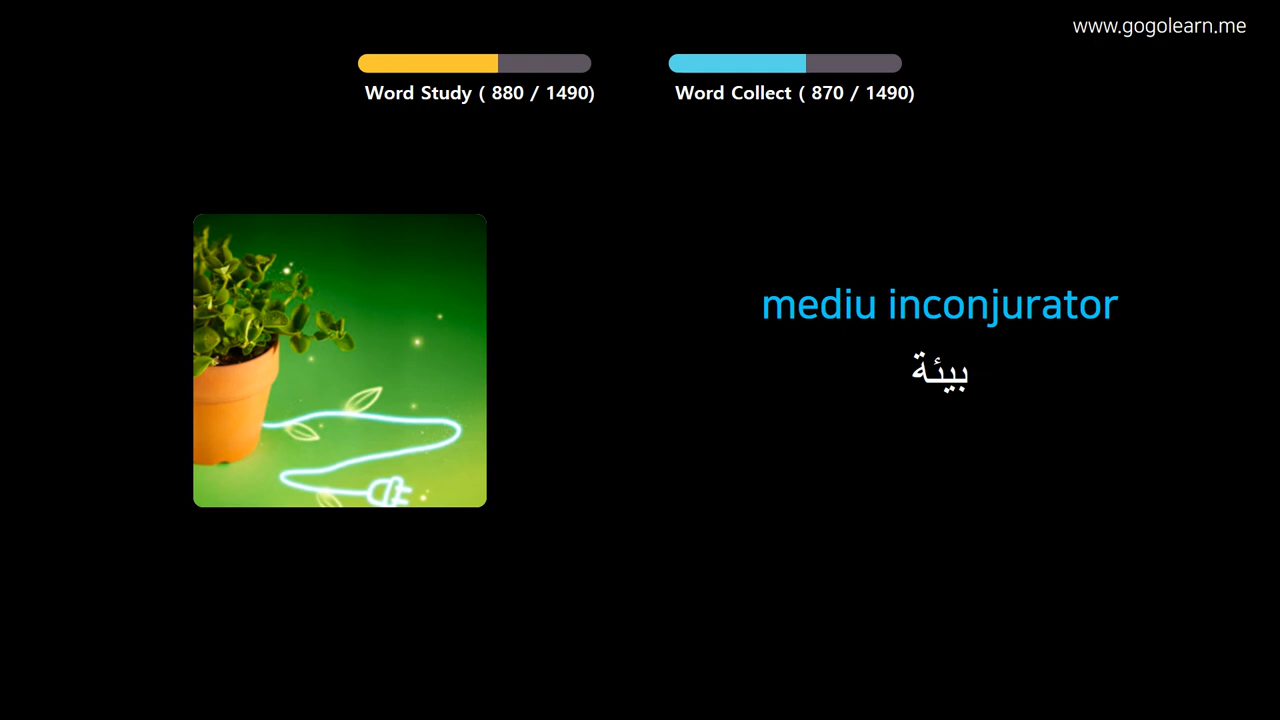 www.gogolearn.me
Word Study ( 880 / 1490)
Word Collect ( 870 / 1490)
mediu inconjurator
بيئة